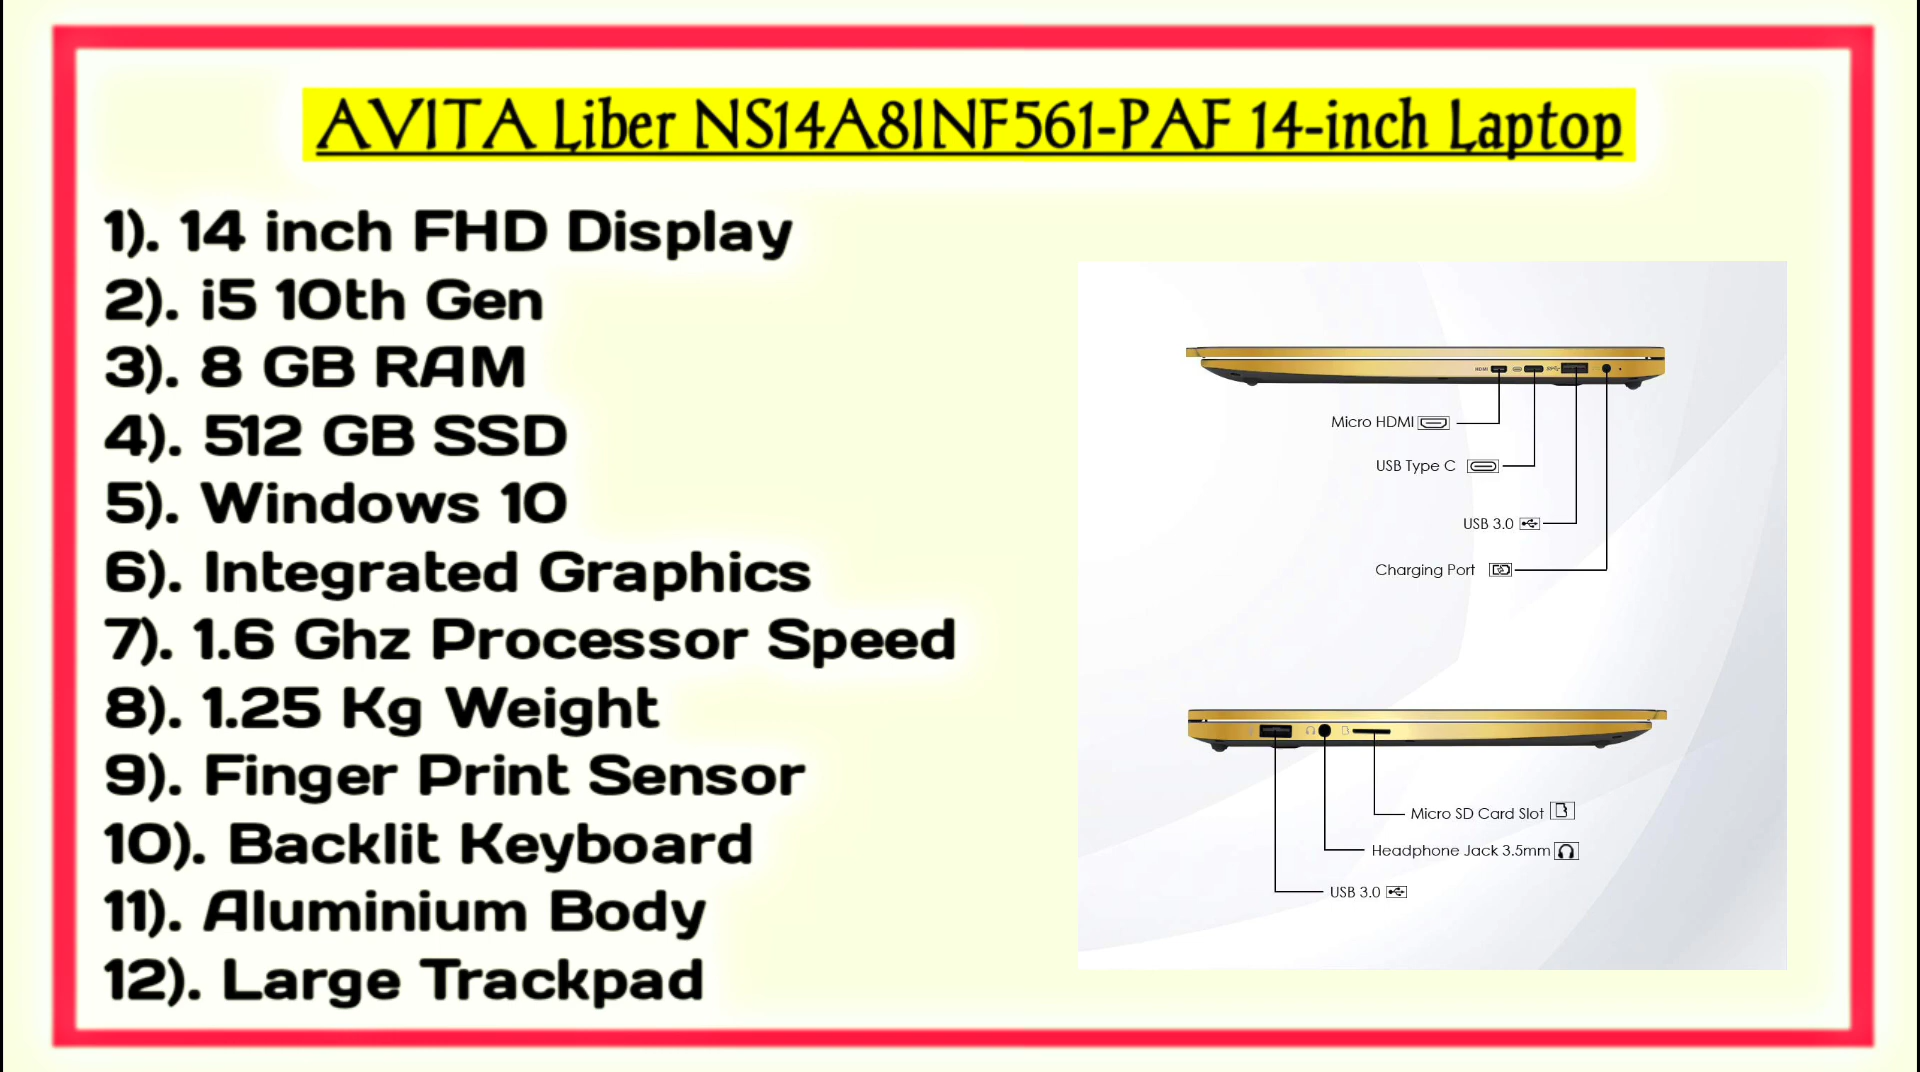 AVITA Liber NS14A8INF561-PAF 14-inch Laptop
1). 14 inch FHD Display
2). i5 10th Gen
3). 8 GB RAM
4). 512 GB SSD
5). Windows 10
6). Integrated Graphics
7). 1.6 Ghz Processor Speed
8). 1.25 Kg Weight
9). Finger Print Sensor
10). Backlit Keyboard
11). Aluminium Body
12). Large Trackpad
HDMI
Micro HDMI
USB Type C
USB 3.0
Charging Port
Micro SD Card Slot
Headphone Jack 3.5mm
USB 3.0